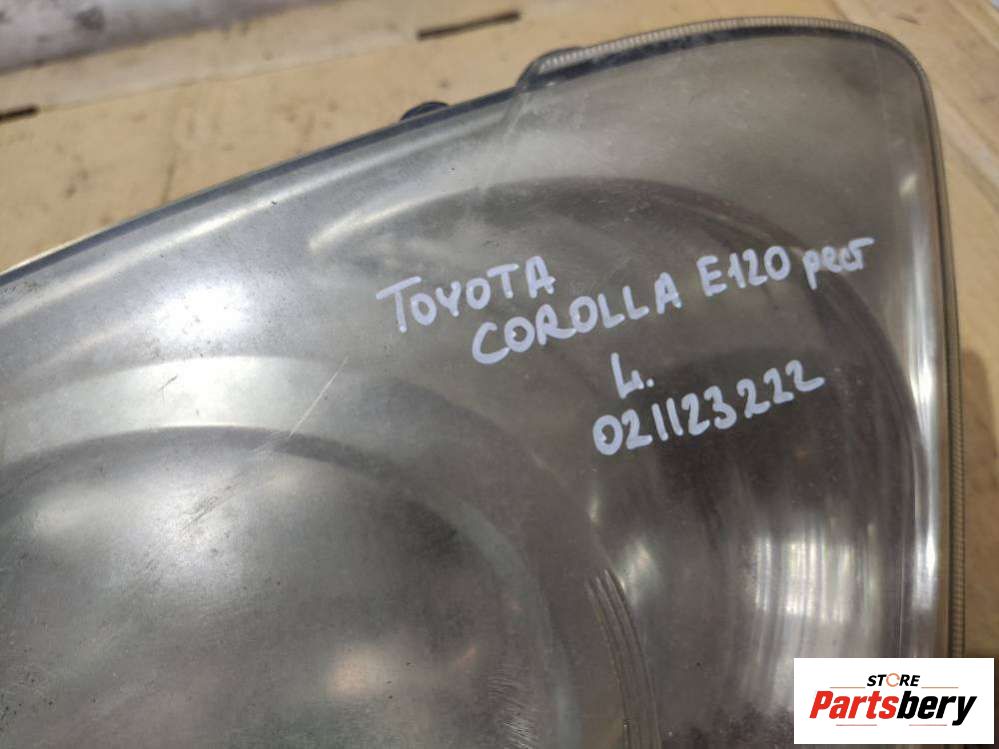 TOYOTA
COROLLA E120 рест
L.
021123222
STORE
Partsbery